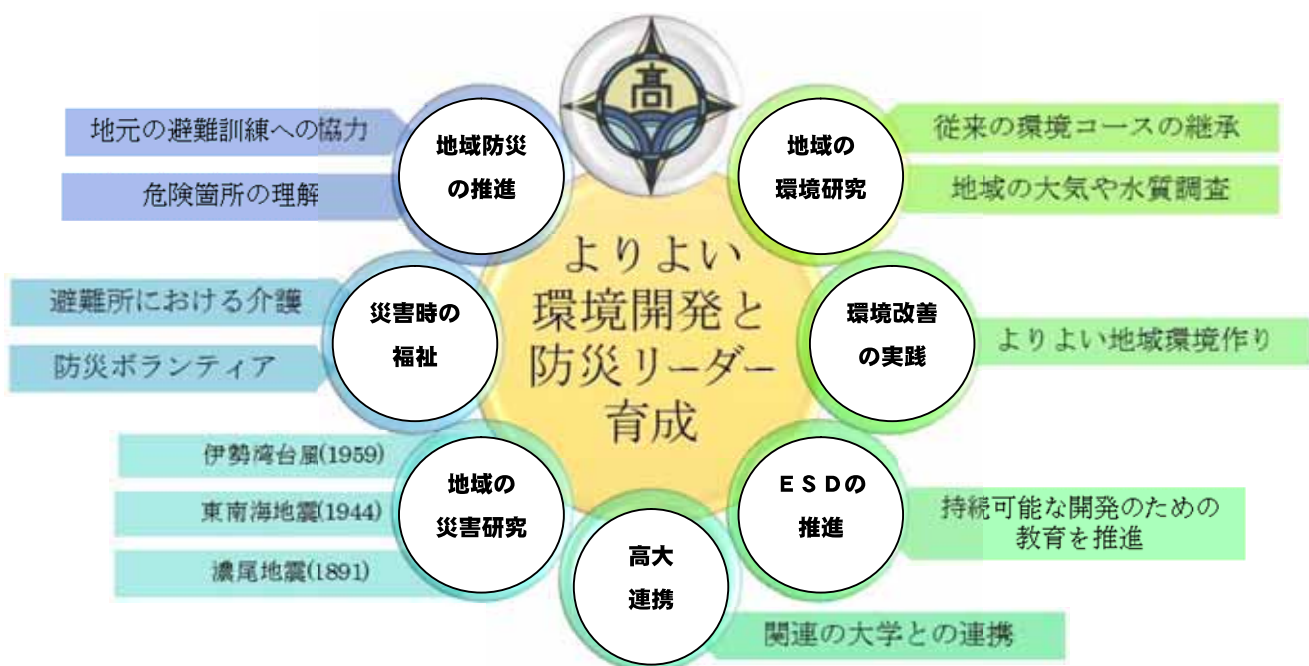 高
地元の避難訓練への協力
危険箇所の理解
地域防災
の推進
地域の
環境研究
従来の環境コースの継承
地域の大気や水質調査
よりよい
環境開発と
防災リーダー
育成
避難所における介護
防災ボランティア
災害時の
福祉
環境改善
の実践
よりよい地域環境作り
伊勢湾台風(1959)
東南海地震(1944)
濃尾地震(1891)
地域の
災害研究
ESDの
推進
持続可能な開発のための
教育を推進
高大
連携
関連の大学との連携